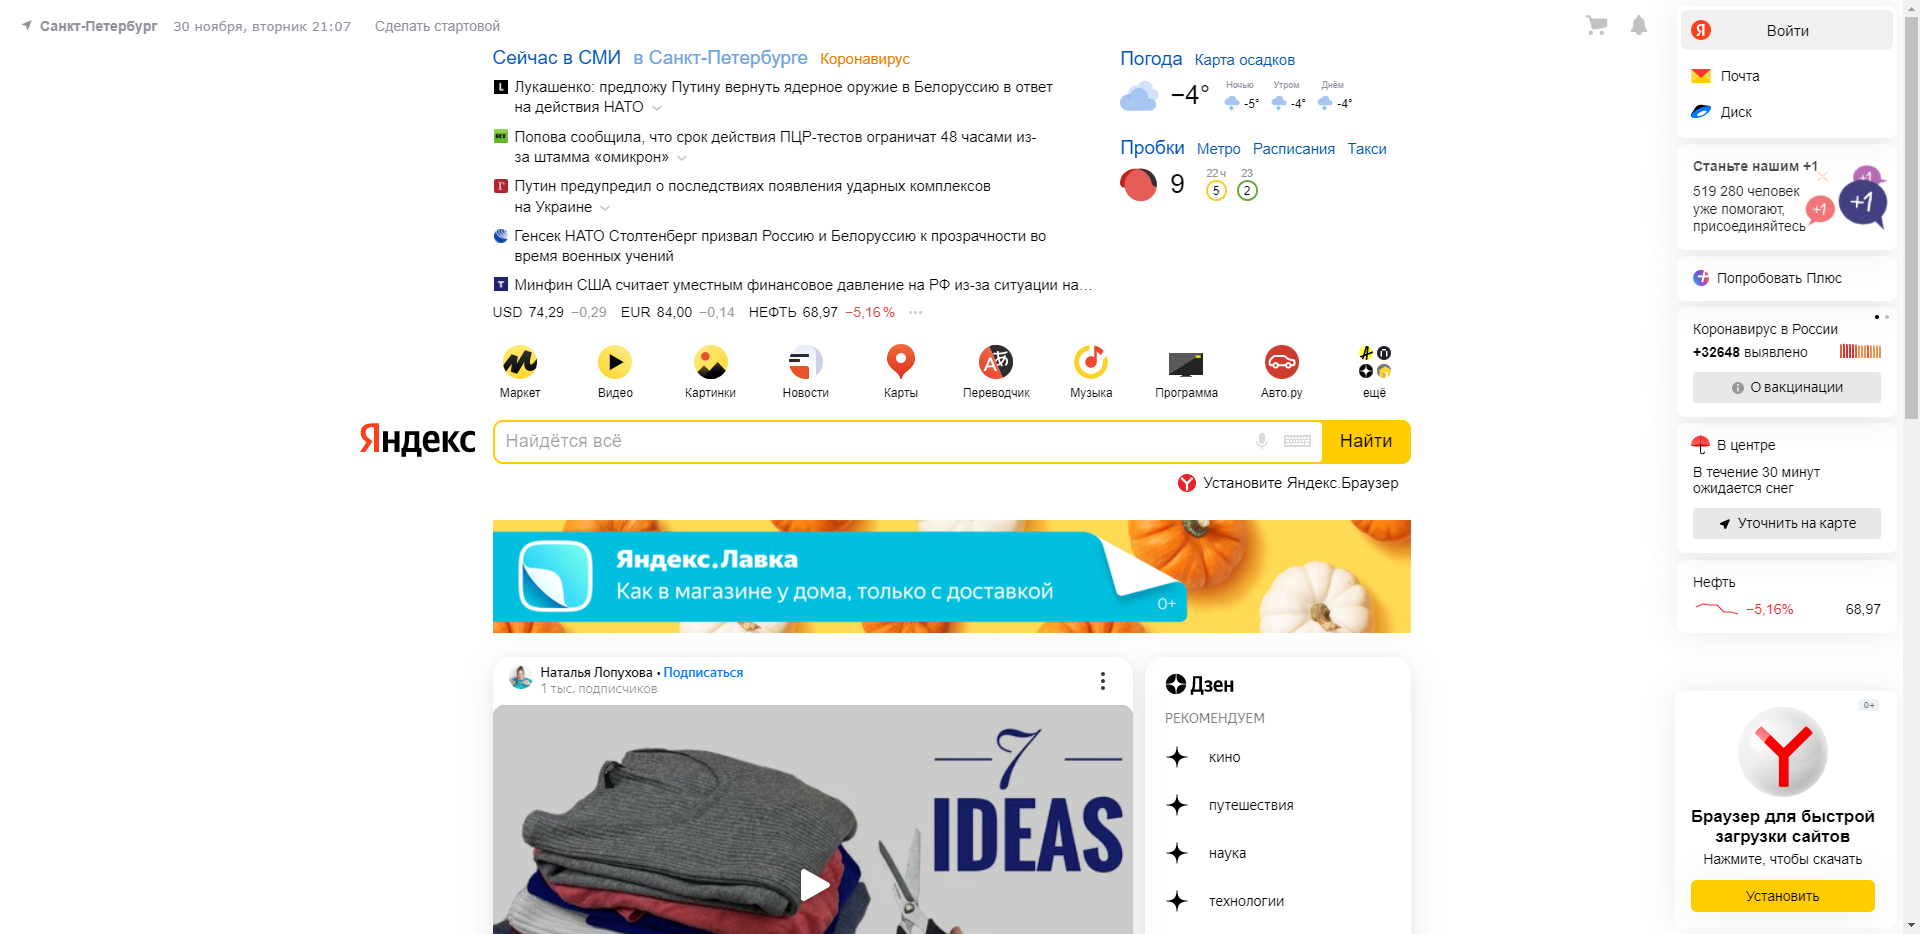 Санкт-Петербург 30 ноября, вторник 21:07 Сделать стартовой
Сейчас в СМИ в Санкт-Петербурге Коронавирус
Лукашенко: предложу Путину вернуть ядерное оружие в Белоруссию в ответ
на действия НАТО
Попова сообщила, что срок действия ПЦР-тестов ограничат 48 часами из-
за штамма «омикрон»
Путин предупредил о последствиях появления ударных комплексов
на Украине
Генсек НАТО Столтенберг призвал Россию и Белоруссию к прозрачности во
время военных учений
Минфин США считает уместным финансовое давление на РФ из-за ситуации на…
USD 74,29 −0,29 EUR 84,00 −0,14 НЕФТЬ 68,97 −5,16% ···
Погода Карта осадков
−4° Ночью -5° Утром -4° Днём -4°
Пробки Метро Расписания Такси
9 22 ч 5 23 2
Маркет Видео Картинки Новости Карты Переводчик Музыка Программа Авто.ру ещё
Яндекс Найдётся всё Найти
Установите Яндекс.Браузер
Яндекс.Лавка
Как в магазине у дома, только с доставкой
0+
Наталья Лопухова • Подписаться
1 тыс. подписчиков
7
IDEAS
Дзен
РЕКОМЕНДУЕМ
кино
путешествия
наука
технологии
Я Войти
Почта
Диск
Станьте нашим +1
519 280 человек
уже помогают,
присоединяйтесь
+1
+1
+1
Попробовать Плюс
Коронавирус в России
+32648 выявлено
О вакцинации
В центре
В течение 30 минут
ожидается снег
Уточнить на карте
Нефть
−5,16% 68,97
0+
Браузер для быстрой
загрузки сайтов
Нажмите, чтобы скачать
Установить